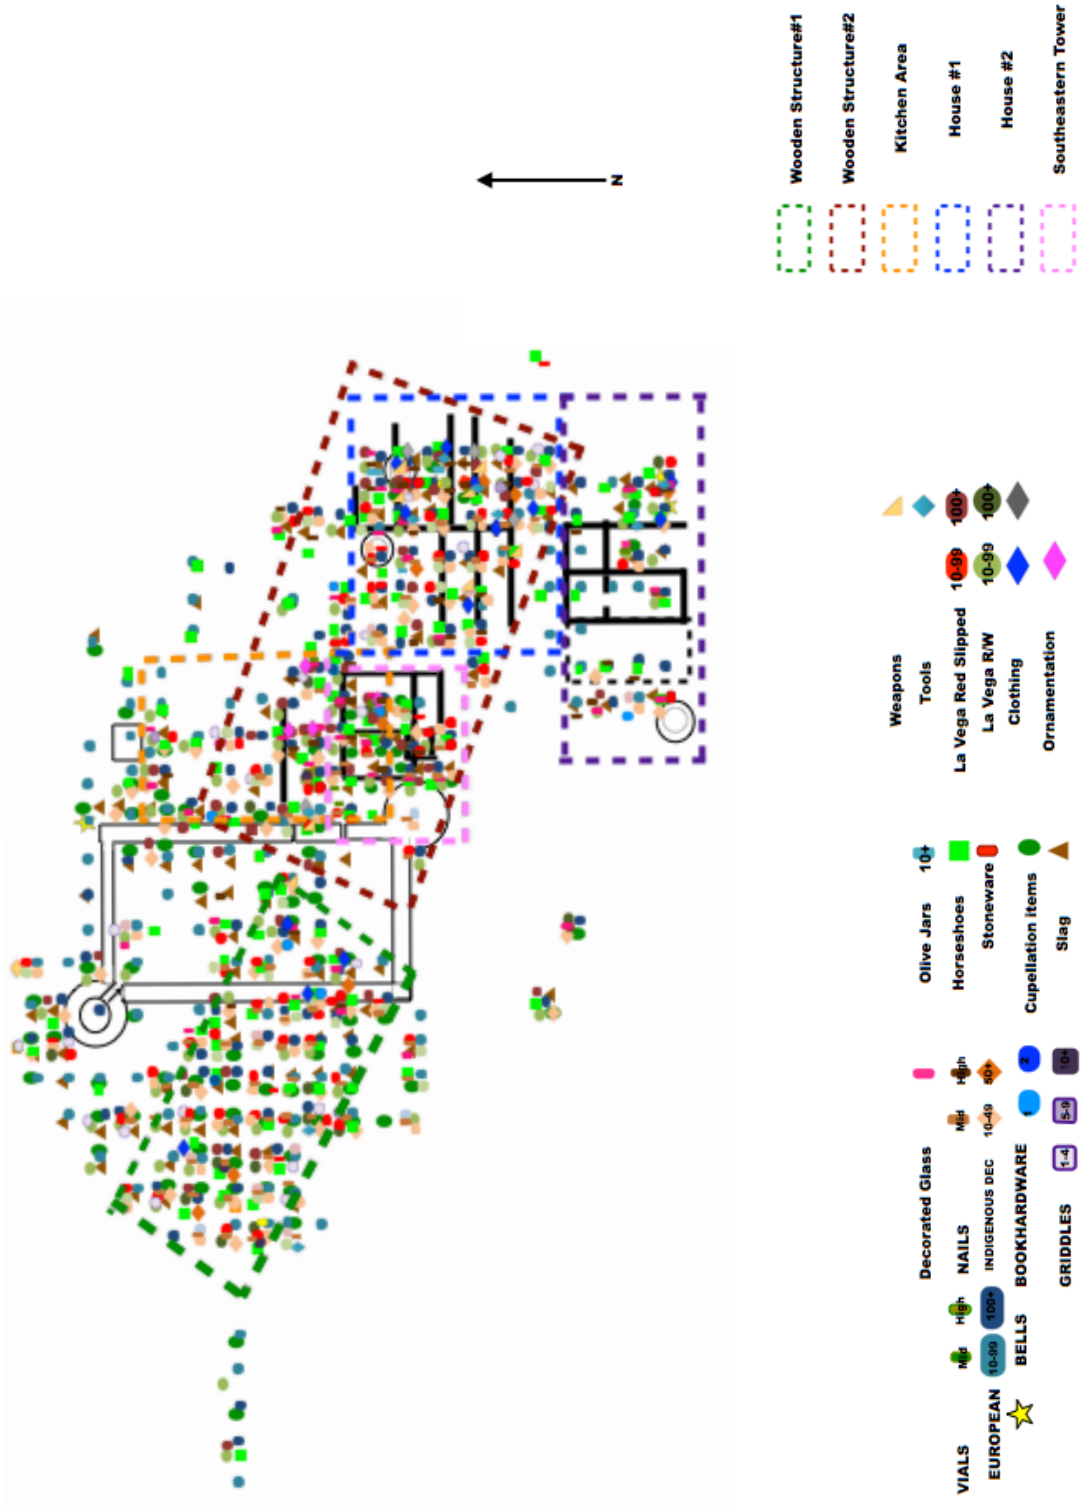 Wooden Structure#1
Wooden Structure#2
Kitchen Area
House #1
House #2
Southeastern Tower
N
Weapons
Tools
La Vega Red Slipped 10-99 100+
La Vega R/W 10-99 100+
Clothing
Ornamentation
Olive Jars 10+
Horseshoes
Stoneware
Cupellation items
Slag
Decorated Glass
NAILS Mid High
INDIGENOUS DEC 10-49 50+
BOOKHARDWARE 1 2
GRIDDLES 1-4 5-9 10+
VIALS Mid High
EUROPEAN 10-99 100+
BELLS